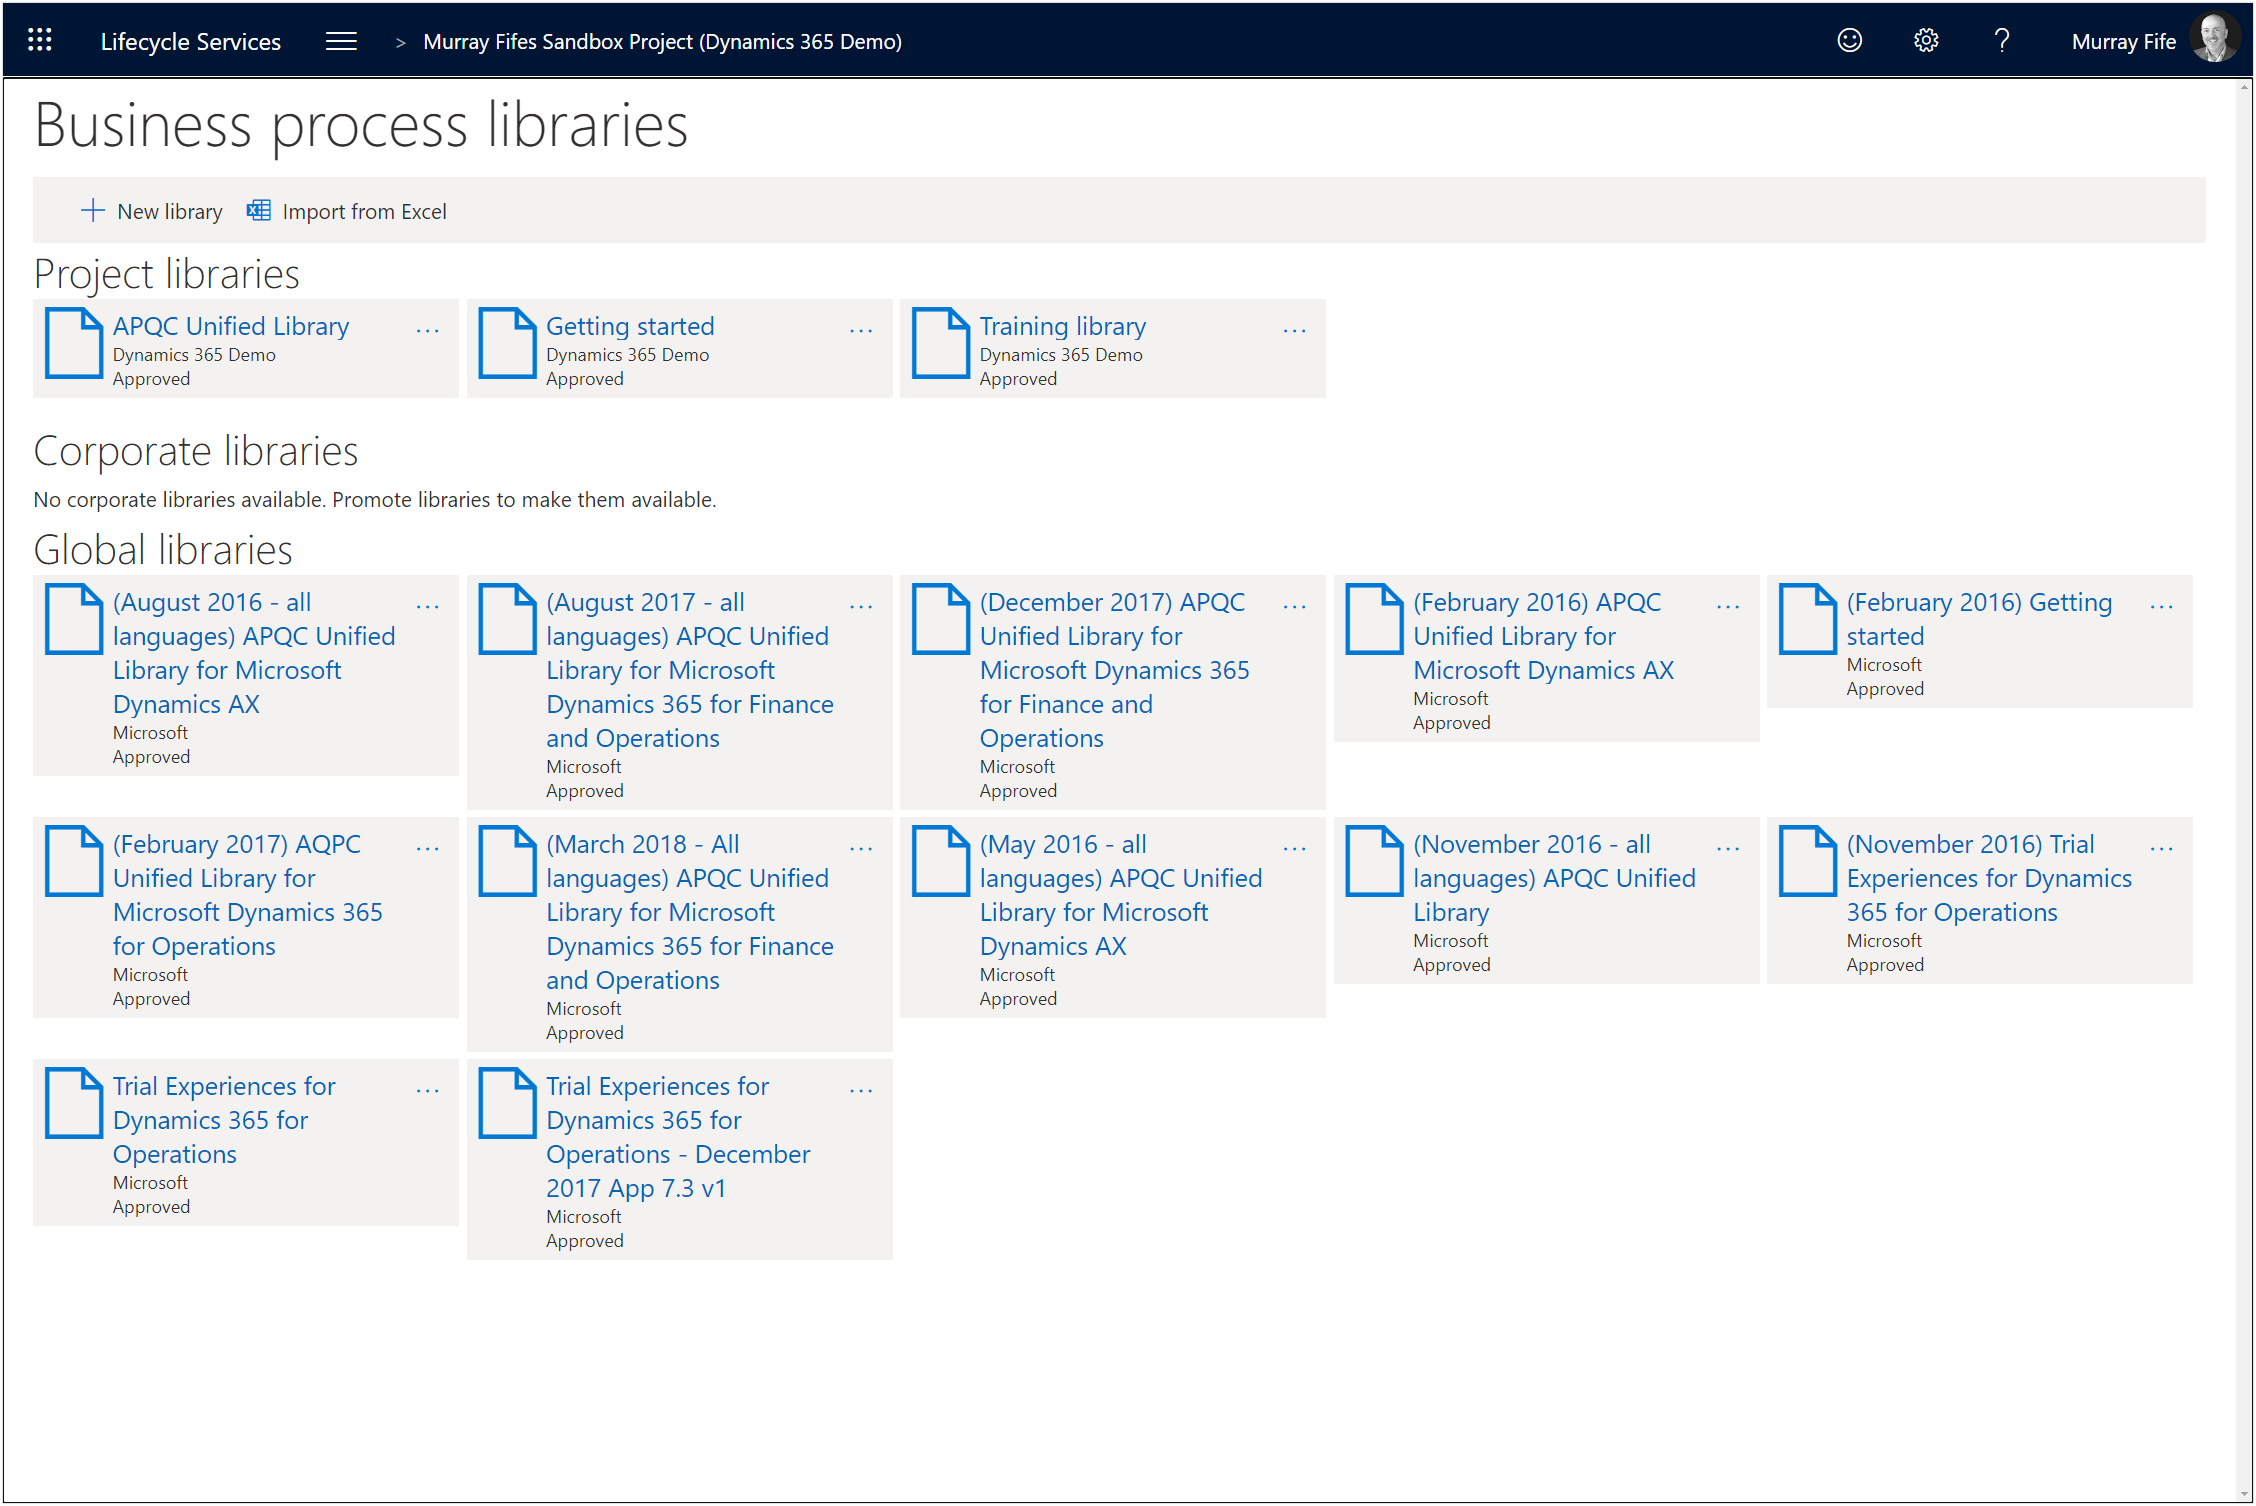 Lifecycle Services > Murray Fifes Sandbox Project (Dynamics 365 Demo) ? Murray Fife
Business process libraries
New library Import from Excel
Project libraries
APQC Unified Library ...
Dynamics 365 Demo
Approved
Getting started ...
Dynamics 365 Demo
Approved
Training library ...
Dynamics 365 Demo
Approved
Corporate libraries
No corporate libraries available. Promote libraries to make them available.
Global libraries
(August 2016 - all ...
languages) APQC Unified
Library for Microsoft
Dynamics AX
Microsoft
Approved
(August 2017 - all ...
languages) APQC Unified
Library for Microsoft
Dynamics 365 for Finance
and Operations
Microsoft
Approved
(December 2017) APQC ...
Unified Library for
Microsoft Dynamics 365
for Finance and
Operations
Microsoft
Approved
(February 2016) APQC ...
Unified Library for
Microsoft Dynamics AX
Microsoft
Approved
(February 2016) Getting ...
started
Microsoft
Approved
(February 2017) AQPC ...
Unified Library for
Microsoft Dynamics 365
for Operations
Microsoft
Approved
(March 2018 - All ...
languages) APQC Unified
Library for Microsoft
Dynamics 365 for Finance
and Operations
Microsoft
Approved
(May 2016 - all ...
languages) APQC Unified
Library for Microsoft
Dynamics AX
Microsoft
Approved
(November 2016 - all ...
languages) APQC Unified
Library
Microsoft
Approved
(November 2016) Trial ...
Experiences for Dynamics
365 for Operations
Microsoft
Approved
Trial Experiences for ...
Dynamics 365 for
Operations
Microsoft
Approved
Trial Experiences for ...
Dynamics 365 for
Operations - December
2017 App 7.3 v1
Microsoft
Approved